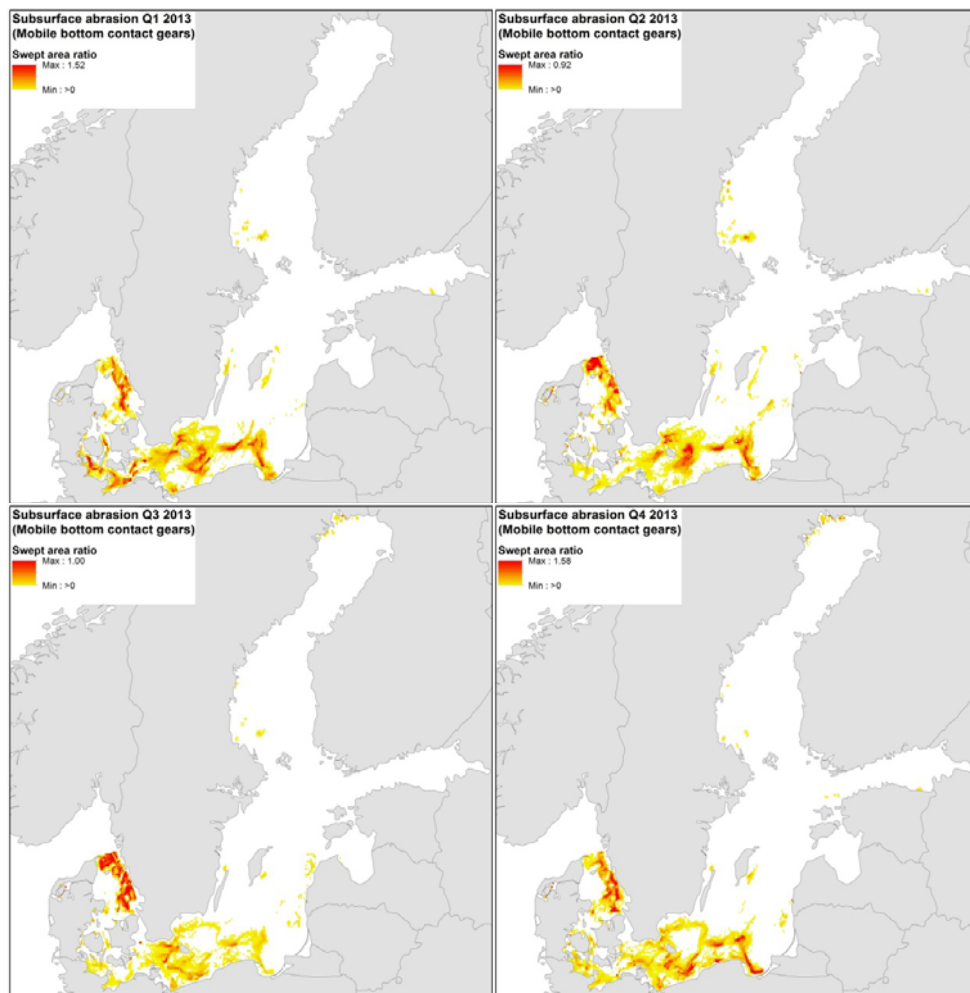 Subsurface abrasion Q1 2013
(Mobile bottom contact gears)
Swept area ratio
Max : 1.52
Min : >0
Subsurface abrasion Q2 2013
(Mobile bottom contact gears)
Swept area ratio
Max : 0.92
Min : >0
Subsurface abrasion Q3 2013
(Mobile bottom contact gears)
Swept area ratio
Max : 1.00
Min : >0
Subsurface abrasion Q4 2013
(Mobile bottom contact gears)
Swept area ratio
Max : 1.58
Min : >0